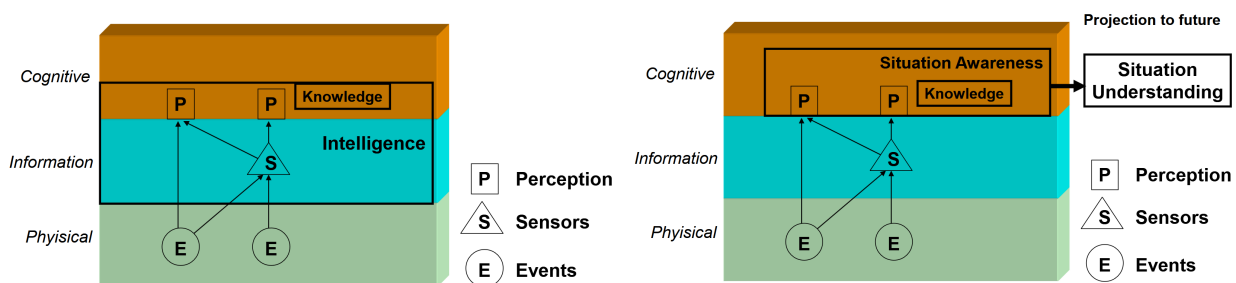 Cognitive
P
P
Knowledge
Intelligence
Information
S
Phyisical
E
E
P Perception
S Sensors
E Events
Projection to future
Cognitive
Situation Awareness
P
P
Knowledge
Situation
Understanding
Information
S
Phyisical
E
E
P Perception
S Sensors
E Events